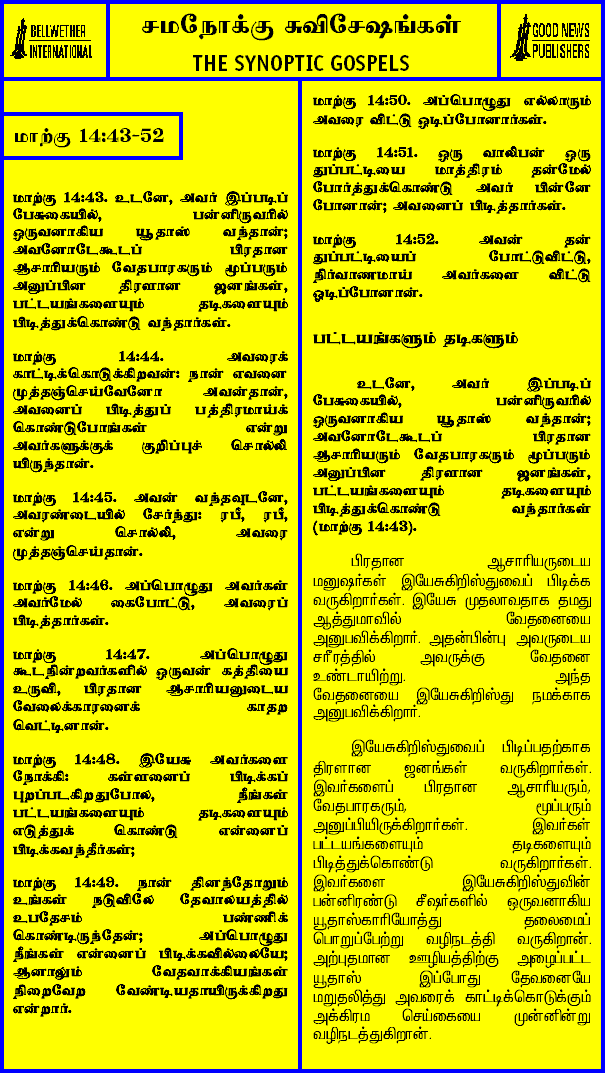 BELLWETHER
INTERNATIONAL
சமநோக்கு சுவிசேஷங்கள்
THE SYNOPTIC GOSPELS
GOOD NEWS
PUBLISHERS
மாற்கு 14:43-52
மாற்கு 14:43. உடனே, அவர் இப்படிப்
பேசுகையில், பன்னிருவரில்
ஒருவனாகிய யூதாஸ் வந்தான்;
அவனோடேகூடப் பிரதான
ஆசாரியரும் வேதபாரகரும் மூப்பரும்
அனுப்பின திரளான ஜனங்கள்,
பட்டயங்களையும் தடிகளையும்
பிடித்துக்கொண்டு வந்தார்கள்.
மாற்கு 14:44. அவரைக்
காட்டிக்கொடுக்கிறவன்: நான் எவனை
முத்தஞ்செய்வேனோ அவன்தான்,
அவனைப் பிடித்துப் பத்திரமாய்க்
கொண்டுபோங்கள் என்று
அவர்களுக்குக் குறிப்புச் சொல்லி
யிருந்தான்.
மாற்கு 14:45. அவன் வந்தவுடனே,
அவரண்டையில் சேர்ந்து: ரபீ, ரபீ,
என்று சொல்லி, அவரை
முத்தஞ்செய்தான்.
மாற்கு 14:46. அப்பொழுது அவர்கள்
அவர்மேல் கைபோட்டு, அவரைப்
பிடித்தார்கள்.
மாற்கு 14:47. அப்பொழுது
கூடநின்றவர்களில் ஒருவன் கத்தியை
உருவி, பிரதான ஆசாரியனுடைய
வேலைக்காரனைக் காதற
வெட்டினான்.
மாற்கு 14:48. இயேசு அவர்களை
நோக்கி: கள்ளனைப் பிடிக்கப்
புறப்படகிறதுபோல, நீங்கள்
பட்டயங்களையும் தடிகளையும்
எடுத்துக் கொண்டு என்னைப்
பிடிக்கவந்தீர்கள்;
மாற்கு 14:49. நான் தினந்தோறும்
உங்கள் நடுவிலே தேவாலயத்தில்
உபதேசம் பண்ணிக்
கொண்டிருந்தேன்; அப்பொழுது
நீங்கள் என்னைப் பிடிக்கவில்லையே;
ஆனாலும் வேதவாக்கியங்கள்
நிறைவேற வேண்டியதாயிருக்கிறது
என்றார்.
மாற்கு 14:50. அப்பொழுது எல்லாரும்
அவரை விட்டு ஓடிப்போனார்கள்.
மாற்கு 14:51. ஒரு வாலிபன் ஒரு
துப்பட்டியை மாத்திரம் தன்மேல்
போர்த்துக்கொண்டு அவர் பின்னே
போனான்; அவனைப் பிடித்தார்கள்.
மாற்கு 14:52. அவன் தன்
துப்பட்டியைப் போட்டுவிட்டு,
நிர்வாணமாய் அவர்களை விட்டு
ஓடிப்போனான்.
பட்டயங்களும் தடிகளும்
உடனே, அவர் இப்படிப்
பேசுகையில், பன்னிருவரில்
ஒருவனாகிய யூதாஸ் வந்தான்;
அவனோடேகூடப் பிரதான
ஆசாரியரும் வேதபாரகரும் மூப்பரும்
அனுப்பின திரளான ஜனங்கள்,
பட்டயங்களையும் தடிகளையும்
பிடித்துக்கொண்டு வந்தார்கள்
(மாற்கு 14:43).
பிரதான ஆசாரியருடைய
மனுஷர்கள் இயேசுகிறிஸ்துவைப் பிடிக்க
வருகிறார்கள். இயேசு முதலாவதாக தமது
ஆத்துமாவில் வேதனையை
அனுபவிக்கிறார். அதன்பின்பு அவருடைய
சரீரத்தில் அவருக்கு வேதனை
உண்டாயிற்று. அந்த
வேதனையை இயேசுகிறிஸ்து நமக்காக
அனுபவிக்கிறார்.
இயேசுகிறிஸ்துவைப் பிடிப்பதற்காக
திரளான ஜனங்கள் வருகிறார்கள்.
இவர்களைப் பிரதான ஆசாரியரும்,
வேதபாரகரும், மூப்பரும்
அனுப்பியிருக்கிறார்கள். இவர்கள்
பட்டயங்களையும் தடிகளையும்
பிடித்துக்கொண்டு வருகிறார்கள்.
இவர்களை இயேசுகிறிஸ்துவின்
பன்னிரண்டு சீஷர்களில் ஒருவனாகிய
யூதாஸ்காரியோத்து தலைமைப்
பொறுப்பேற்று வழிநடத்தி வருகிறான்.
அற்புதமான ஊழியத்திற்கு அழைப்பட்ட
யூதாஸ் இப்போது தேவனையே
மறுதலித்து அவரைக் காட்டிக்கொடுக்கும்
அக்கிரம செய்கையை முன்னின்று
வழிநடத்துகிறான்.